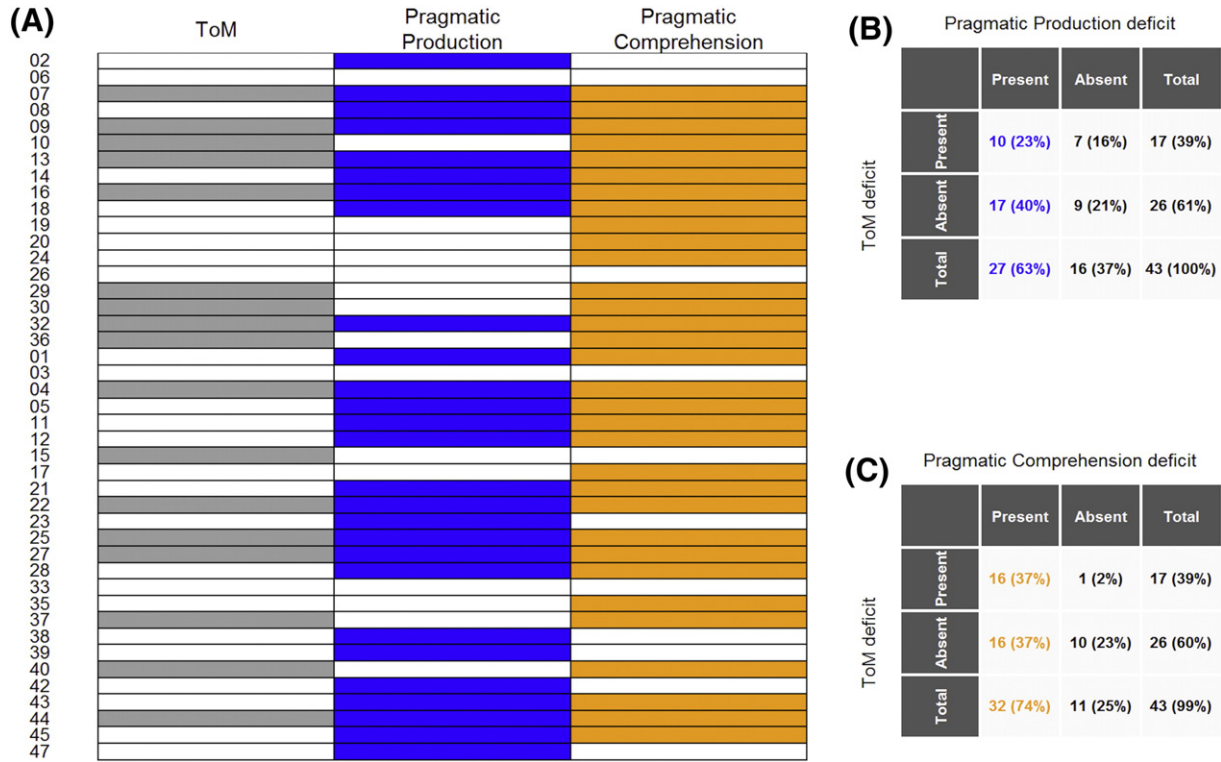 (A)
ToM
Pragmatic
Production
Pragmatic
Comprehension
02
06
07
08
09
10
13
14
16
18
19
20
24
26
29
30
32
36
01
03
04
05
11
12
15
17
21
22
23
25
27
28
33
35
37
38
39
40
42
43
44
45
47
(B)
Pragmatic Production deficit
Present Absent Total
ToM deficit
Present 10 (23%) 7 (16%) 17 (39%)
Absent 17 (40%) 9 (21%) 26 (61%)
Total 27 (63%) 16 (37%) 43 (100%)
(C)
Pragmatic Comprehension deficit
Present Absent Total
ToM deficit
Present 16 (37%) 1 (2%) 17 (39%)
Absent 16 (37%) 10 (23%) 26 (60%)
Total 32 (74%) 11 (25%) 43 (99%)